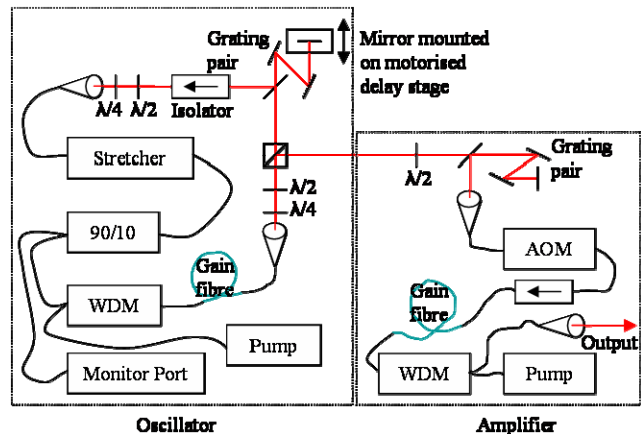 Grating
pair
Mirror mounted
on motorised
delay stage
λ/4 λ/2
Isolator
Stretcher
λ/2
Grating
pair
λ/2
λ/4
90/10
AOM
Gain
fibre
WDM
Gain
fibre
Pump
Output
Monitor Port
WDM
Pump
Oscillator
Amplifier